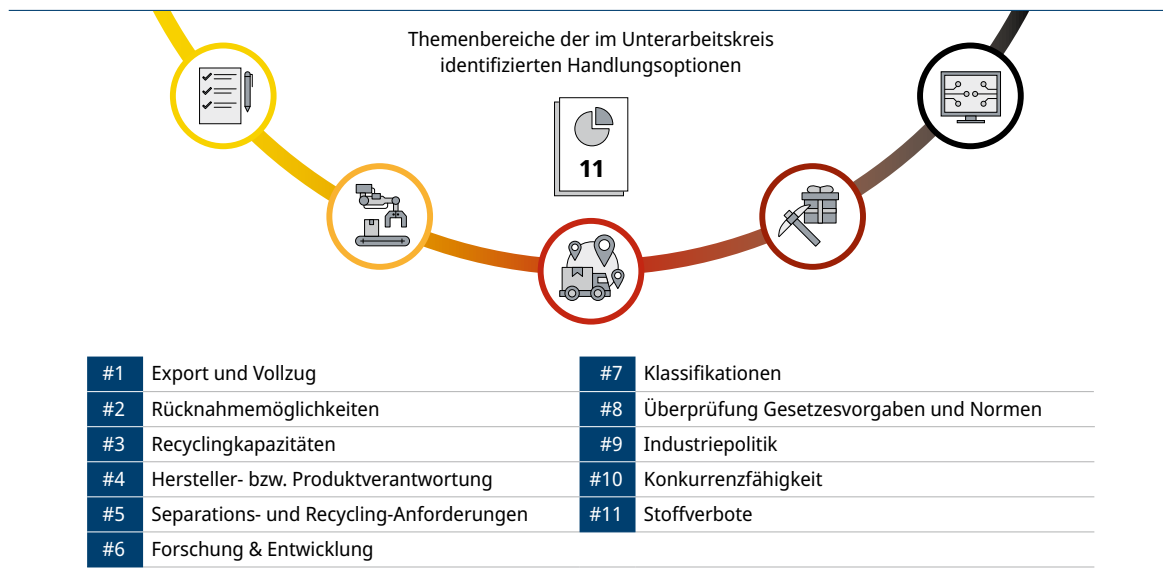 Themenbereiche der im Unterarbeitskreis
identifizierten Handlungsoptionen
11
#1 Export und Vollzug
#2 Rücknahmemöglichkeiten
#3 Recyclingkapazitäten
#4 Hersteller- bzw. Produktverantwortung
#5 Separations- und Recycling-Anforderungen
#6 Forschung & Entwicklung
#7 Klassifikationen
#8 Überprüfung Gesetzesvorgaben und Normen
#9 Industriepolitik
#10 Konkurrenzfähigkeit
#11 Stoffverbote